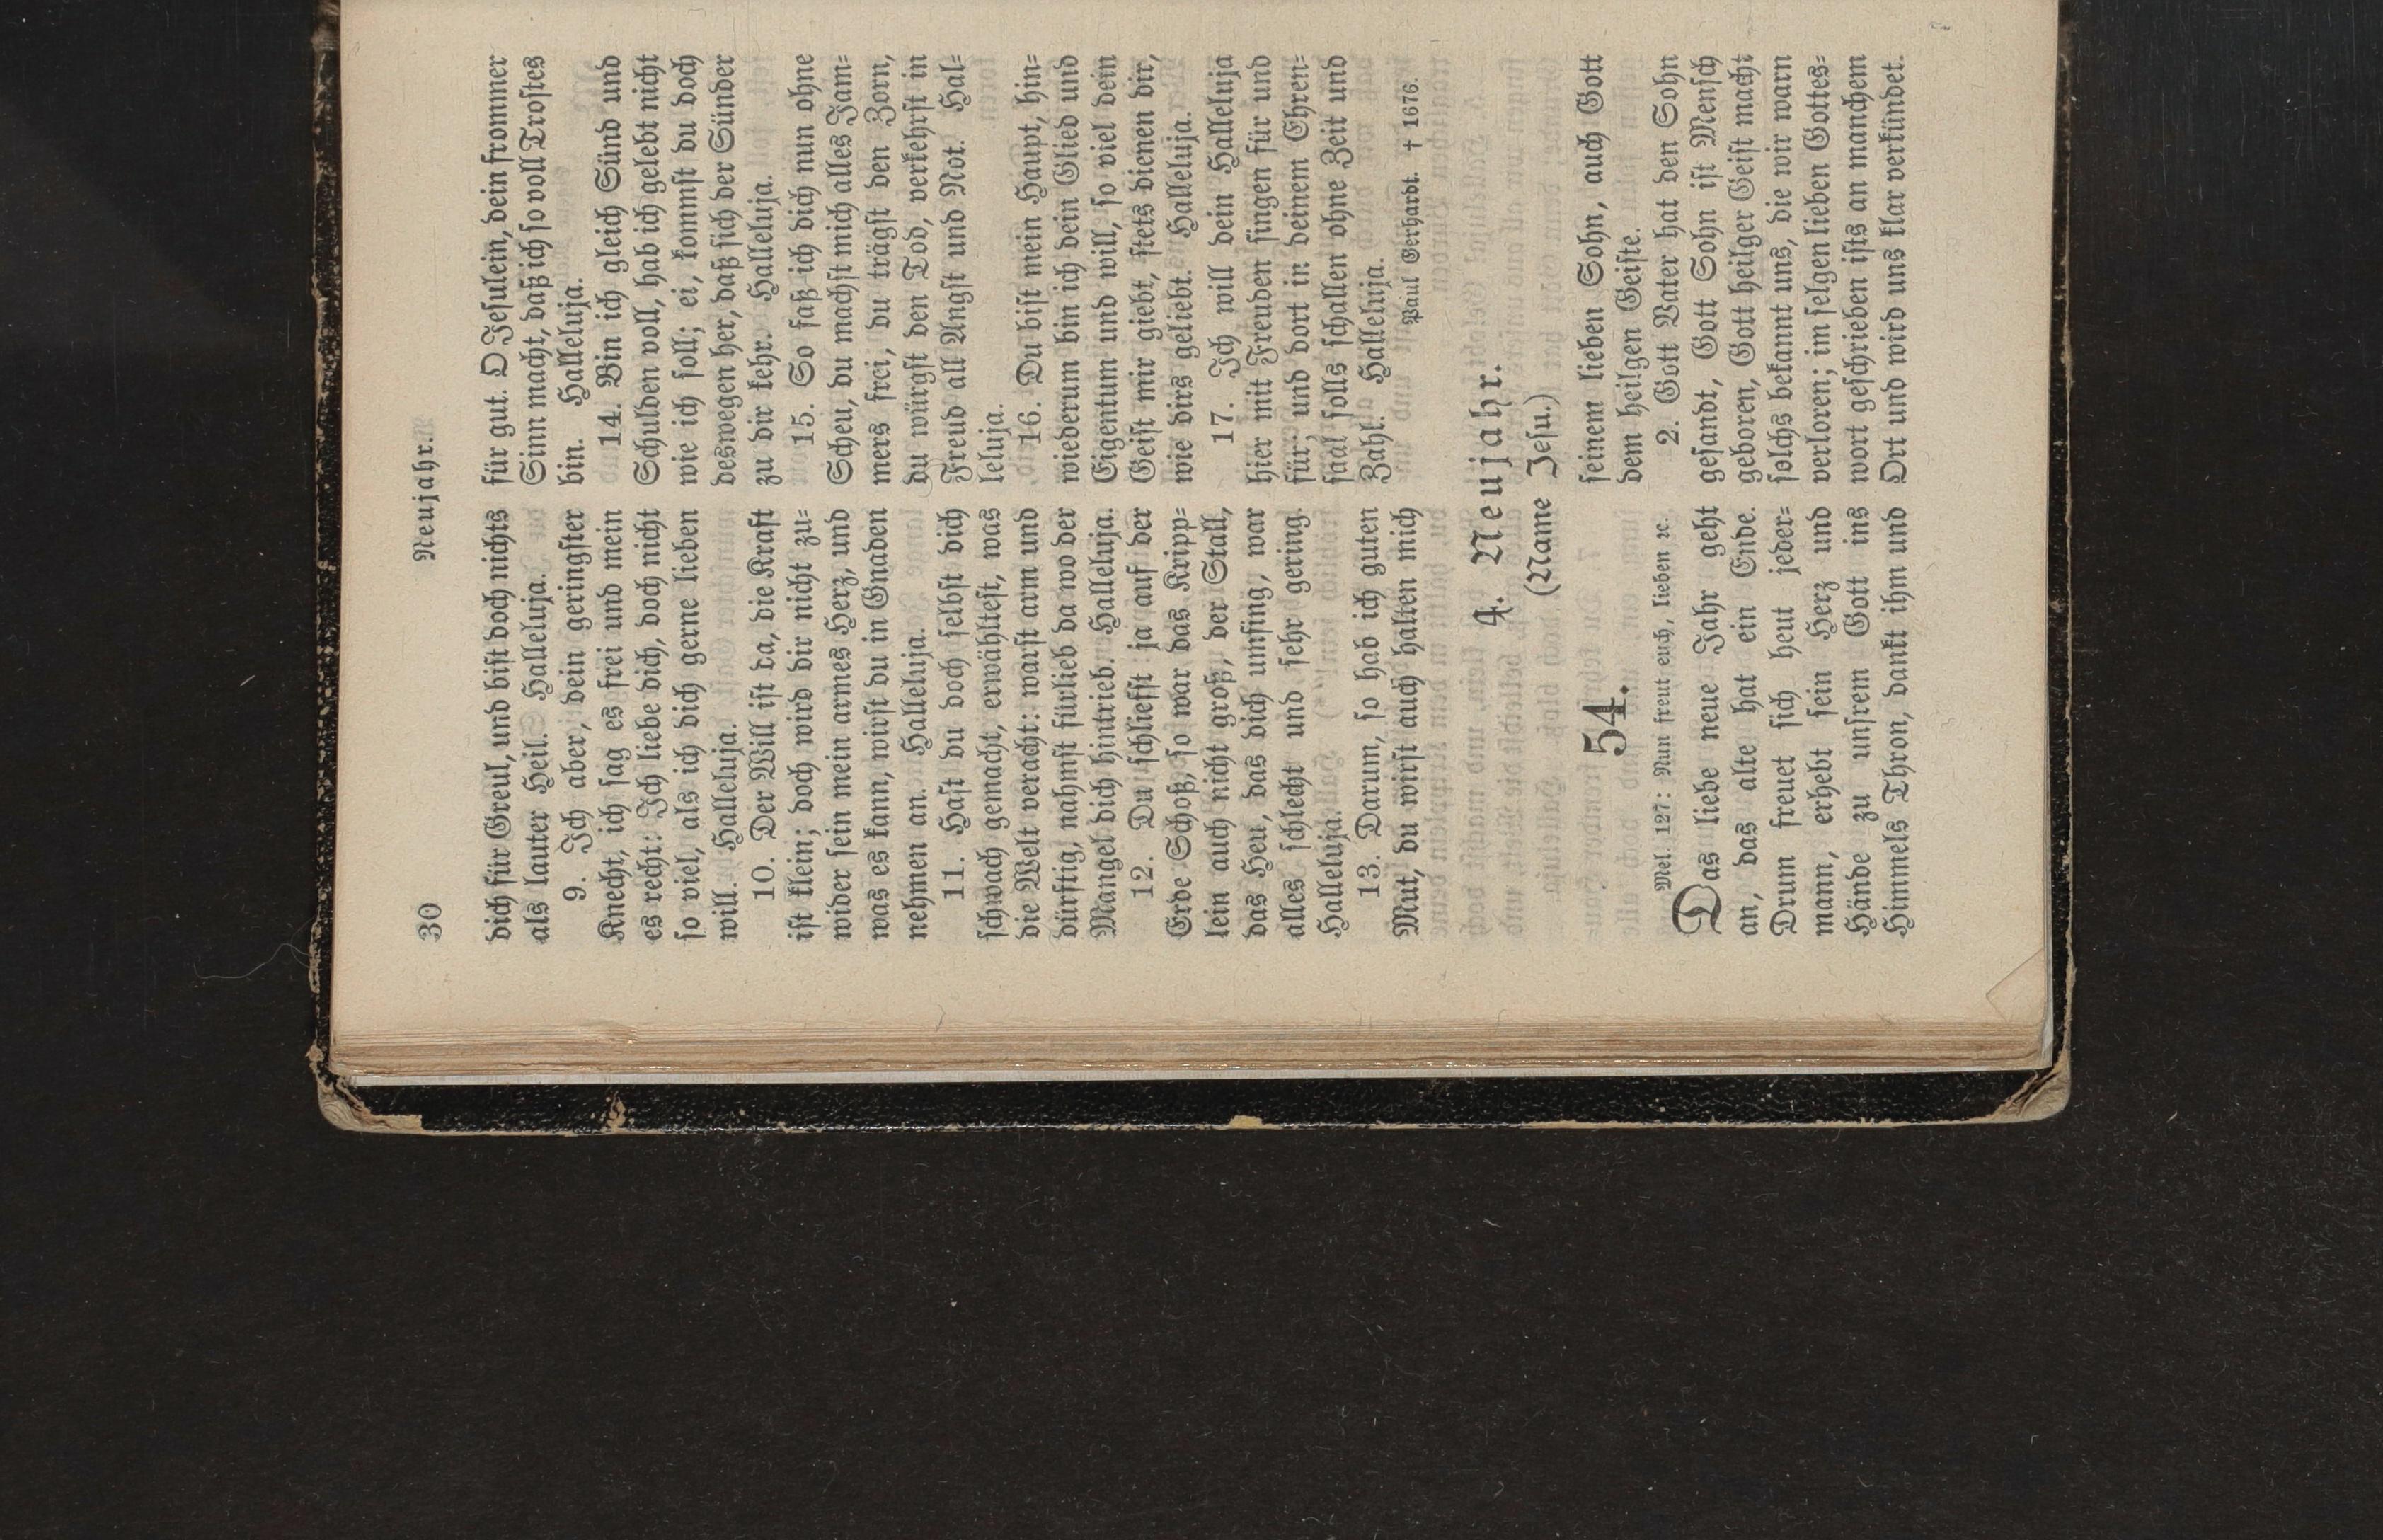 30 Neujahr.
dich für Greul, und bist doch nichts
als lauter Heil. Halleluja.
9. Ich aber, dein geringster
Knecht, ich sag es frei und mein
es recht: Ich liebe dich, doch nicht
so viel, als ich dich gerne lieben
will. Halleluja.
10. Der Will ist da, die Kraft
ist klein; doch wird dir nicht zu=
wider sein mein armes Herz, und
was es kann, wirst du in Gnaden
nehmen an. Halleluja.
11. Hast du doch selbst dich
schwach gemacht, erwähltest, was
die Welt veracht: warst arm und
dürftig, nahmst fürlieb da wo der
Mangel dich hintrieb. Halleluja.
12. Du schliefst ja auf der
Erde Schoß, so war das Kripp=
lein auch nicht groß, der Stall,
das Heu, das dich umfing, war
alles schlecht und sehr gering.
Halleluja.
13. Darum, so hab ich guten
Mut, du wirst auch halten mich
für gut. O Jesulein, dein frommer
Sinn macht, daß ich so voll Trostes
bin. Halleluja.
14. Bin ich gleich Sünd und
Schulden voll, hab ich gelebt nicht
wie ich soll; ei, kommst du doch
deswegen her, daß sich der Sünder
zu dir kehr. Halleluja.
15. So faß ich dich nun ohne
Scheu, du machst mich alles Jam=
mers frei, du trägst den Zorn,
du würgst den Tod, verkehrst in
Freud all Angst und Not. Hal=
leluja.
16. Du bist mein Haupt, hin=
wiederum bin ich dein Glied und
Eigentum und will, so viel dein
Geist mir giebt, stets dienen dir,
wie dirs geliebt. Halleluja.
17. Ich will dein Halleluja
hier mit Freuden singen für und
für; und dort in deinem Ehren=
saal solls schallen ohne Zeit und
Zahl. Halleluja.
Paul Gerhardt. † 1676.
4. Neujahr.
(Name Jesu.)
54.
Mel. 127: Nun freut euch, lieben ꝛc.
Das liebe neue Jahr geht
an, das alte hat ein Ende.
Drum freuet sich heut jeder=
mann, erhebt sein Herz und
Hände zu unsrem Gott ins
Himmels Thron, dankt ihm und
seinem lieben Sohn, auch Gott
dem heilgen Geiste.
2. Gott Vater hat den Sohn
gesandt, Gott Sohn ist Mensch
geboren, Gott heilger Geist macht
solchs bekannt uns, die wir warn
verloren; im selgen lieben Gottes=
wort geschrieben ists an manchem
Ort und wird uns klar verkündet.